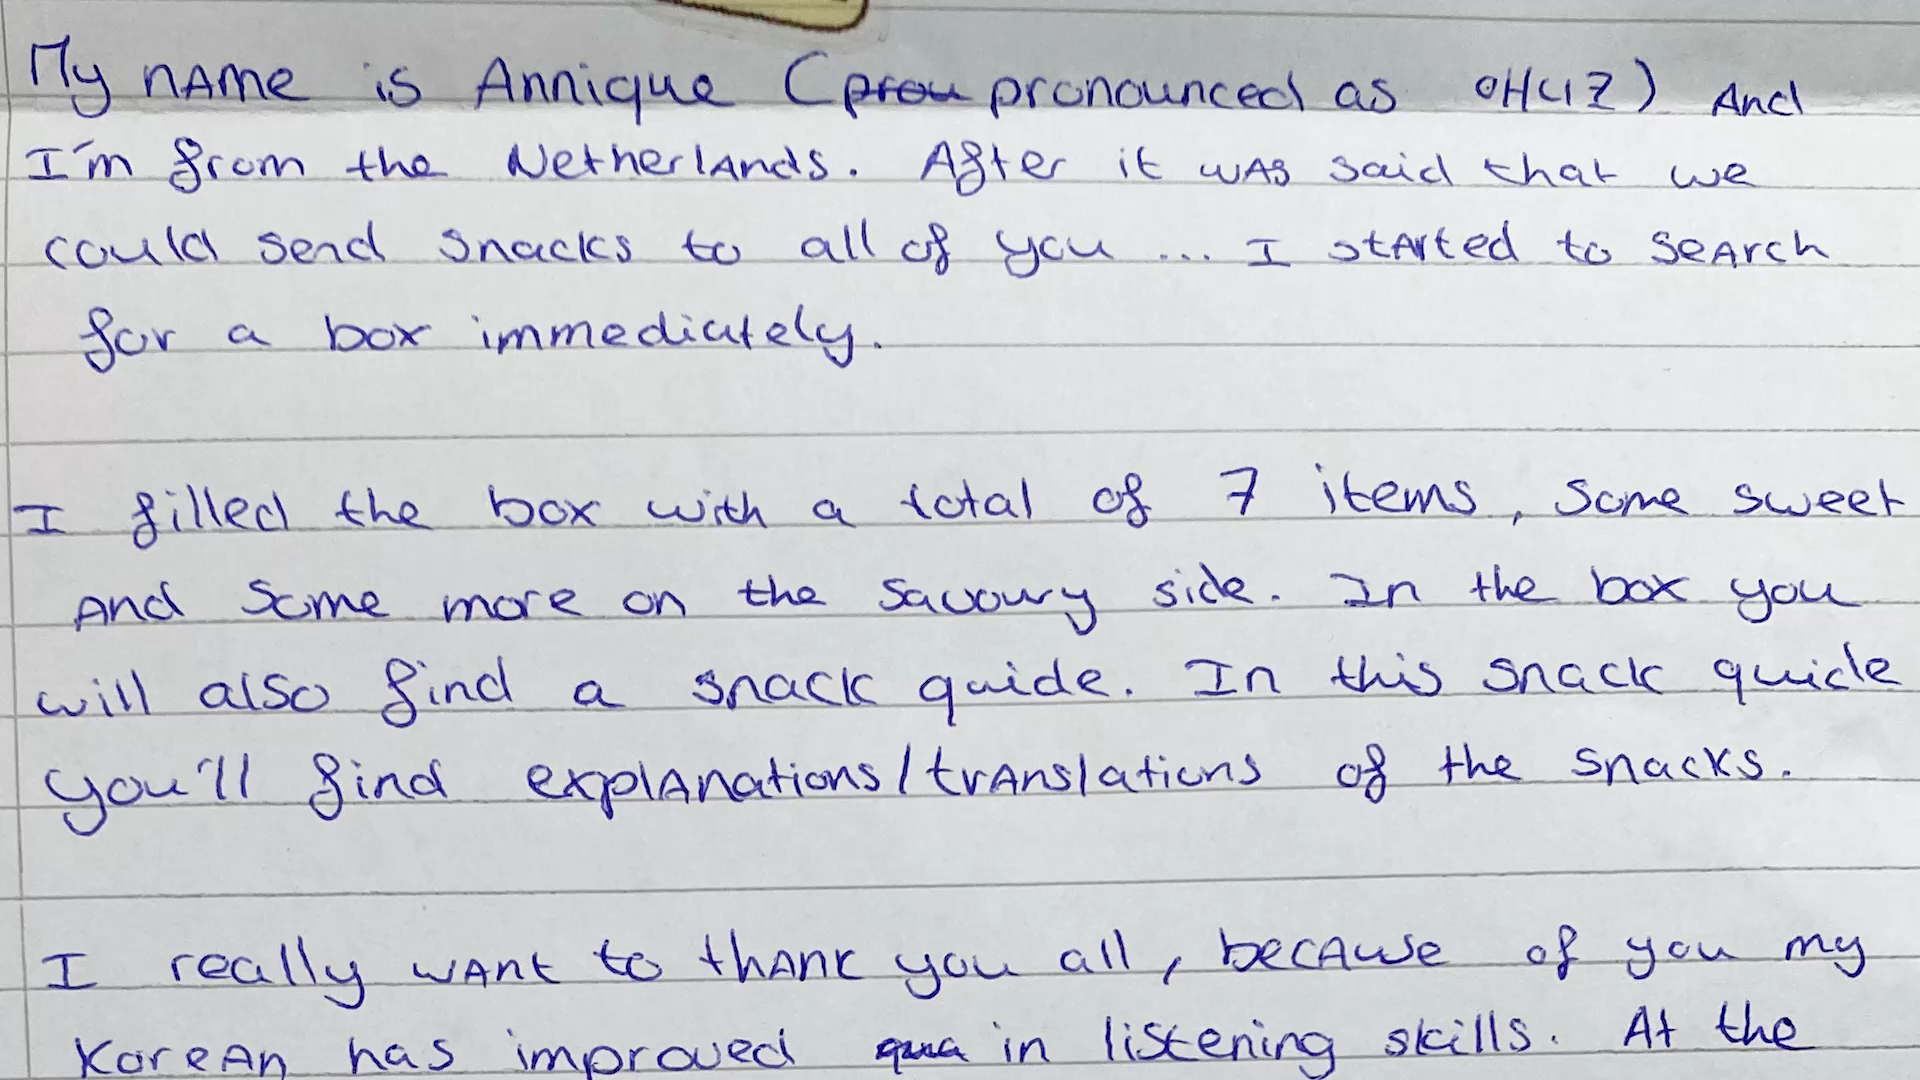 My name is Annique (prou pronounced as ) And
I'm from the Netherlands. After it was said that we
could send snacks to all of you ... I started to search
for a box immediately.
I filled the box with a total of 7 items, some sweet
and some more on the savoury side. In the box you
will also find a snack guide. In this snack guide
you'll find explanations/translations of the snacks.
I really want to thank you all, because of you my
Korean has improved qua in listening skills. At the